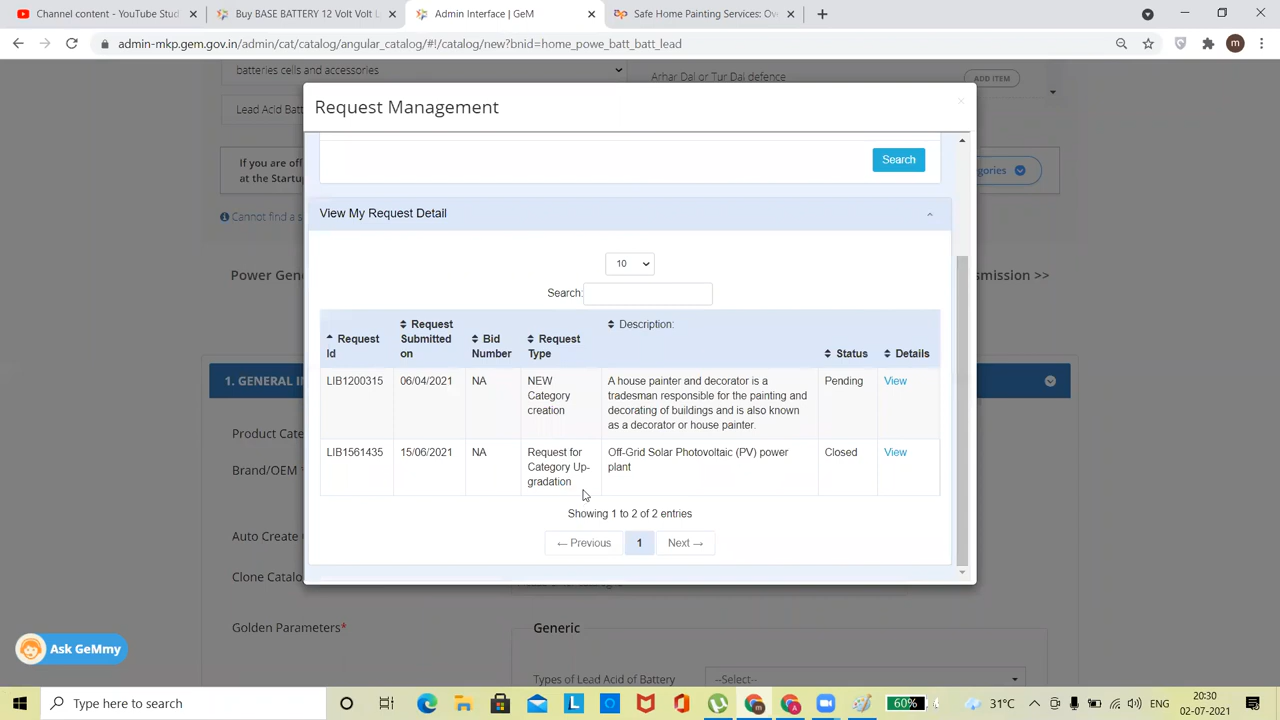 Channel content - YouTube Stud
Buy BASE BATTERY 12 Volt Volt L
Admin Interface | GeM
Safe Home Painting Services: Ov
admin-mkp.gem.gov.in/admin/cat/catalog/angular_catalog/#!/catalog/new?bnid=home_powe_batt_batt_lead
m
batteries cells and accessories
Arhar Dal or Tur Dal defence
ADD ITEM
Lead Acid Bat
Request Management
×
If you are off
at the Startu
egories
Search
Cannot find a s
View My Request Detail
Power Gen
smission >>
10
Search:
Request Id
Request Submitted on
Bid Number
Request Type
Description:
Status
Details
LIB1200315
06/04/2021
NA
NEW Category creation
A house painter and decorator is a
tradesman responsible for the painting and
decorating of buildings and is also known
as a decorator or house painter.
Pending
View
LIB1561435
15/06/2021
NA
Request for
Category Up-
gradation
Off-Grid Solar Photovoltaic (PV) power
plant
Closed
View
Showing 1 to 2 of 2 entries
← Previous
1
Next →
1. GENERAL I
Product Cate
Brand/OEM *
Auto Create
Clone Catalo
Golden Parameters*
Generic
Types of Lead Acid of Battery
--Select--
Ask GeMmy
Type here to search
60%
31°C
ENG
20:30
02-07-2021